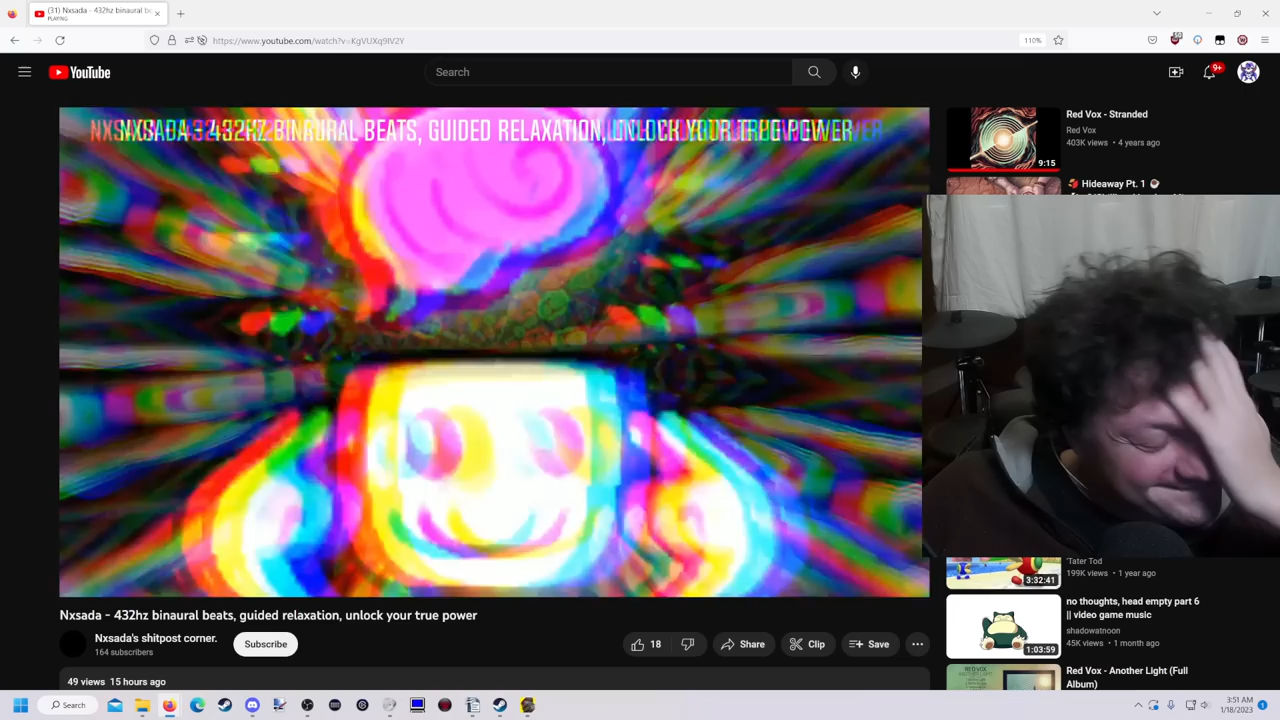 (31) Nxsada - 432hz binaural be
PLAYING
https://www.youtube.com/watch?v=KgVUXq9IV2Y
110%
YouTube
Search
9+
NXSADA - 432HZ BINAURAL BEATS, GUIDED RELAXATION, UNLOCK YOUR TRUE POWER
Red Vox - Stranded
Red Vox
403K views • 4 years ago
9:15
Hideaway Pt. 1
'Tater Tod
199K views • 1 year ago
3:32:41
no thoughts, head empty part 6
|| video game music
shadowatnoon
45K views • 1 month ago
1:03:59
Red Vox - Another Light (Full
Album)
Nxsada - 432hz binaural beats, guided relaxation, unlock your true power
Nxsada's shitpost corner.
164 subscribers
Subscribe
18
Share
Clip
Save
49 views 15 hours ago
Search
3:51 AM
1/18/2023
1